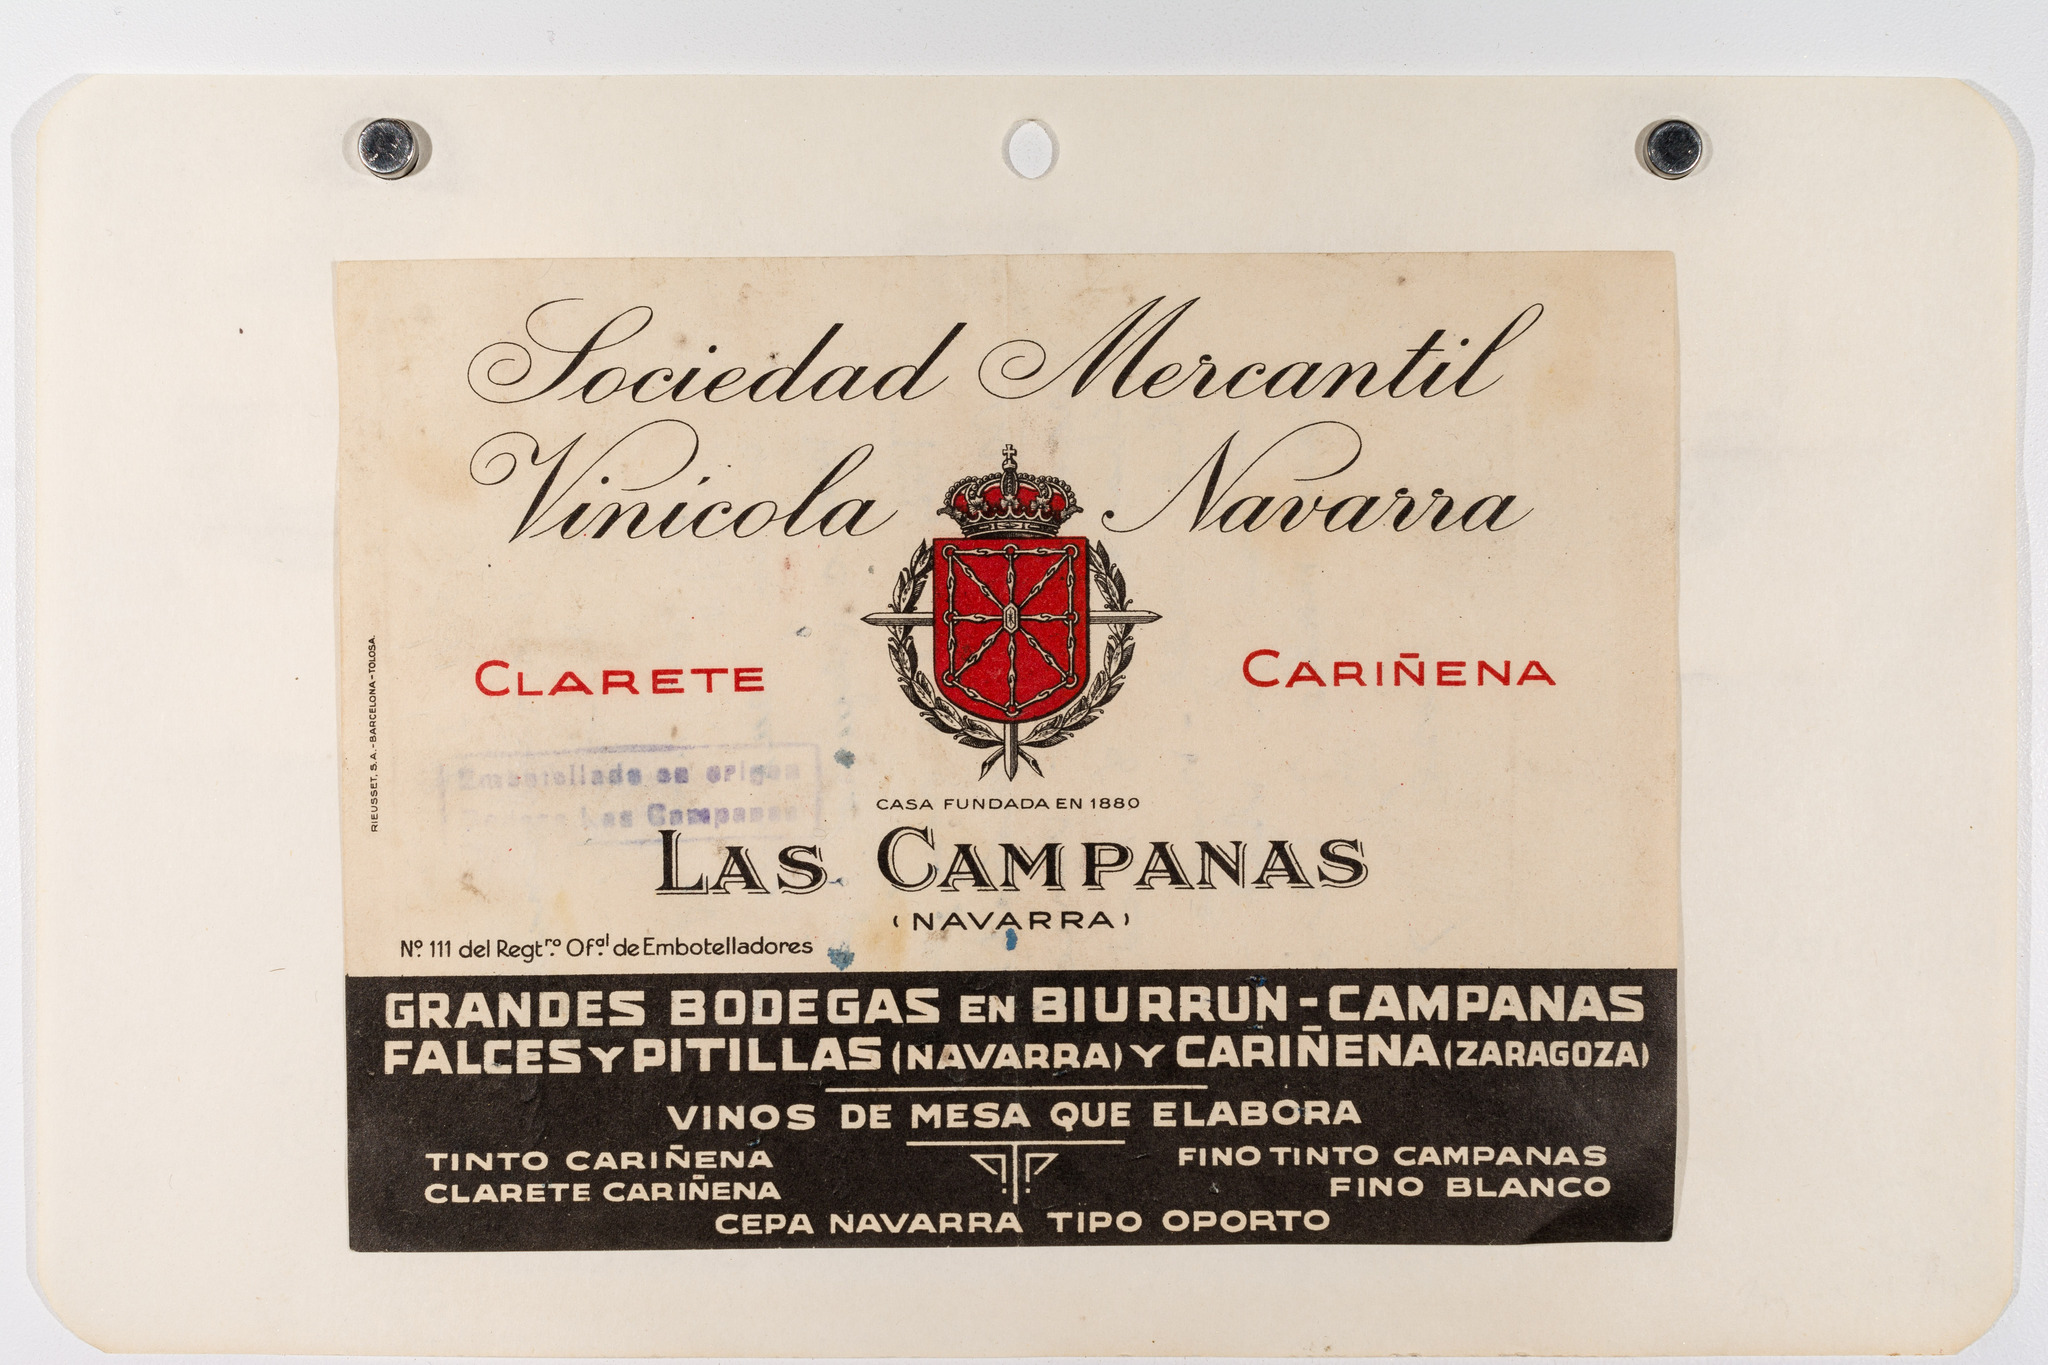 Sociedad Mercantil
Vinícola Navarra
CLARETE
CARIÑENA
RIEUSSET, S.A.-BARCELONA-TOLOSA.
Embotellado en origen
Bodega Las Campanas
CASA FUNDADA EN 1880
LAS CAMPANAS
(NAVARRA)
Nº. 111 del Regtʳᵒ. Ofᵃˡ. de Embotelladores
GRANDES BODEGAS EN BIURRUN-CAMPANAS
FALCES Y PITILLAS (NAVARRA) Y CARIÑENA (ZARAGOZA)
VINOS DE MESA QUE ELABORA
TINTO CARIÑENA
CLARETE CARIÑENA
FINO TINTO CAMPANAS
FINO BLANCO
CEPA NAVARRA TIPO OPORTO